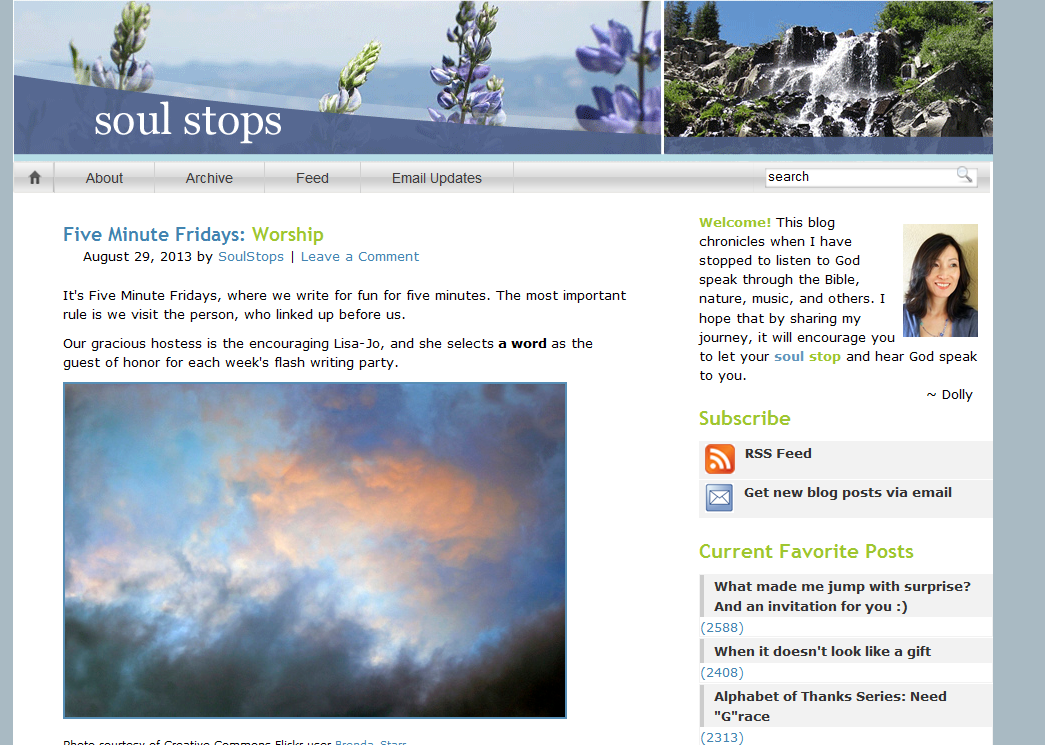 soul stops
About
Archive
Feed
Email Updates
search
Five Minute Fridays: Worship
August 29, 2013 by SoulStops | Leave a Comment
It's Five Minute Fridays, where we write for fun for five minutes. The most important
rule is we visit the person, who linked up before us.
Our gracious hostess is the encouraging Lisa-Jo, and she selects a word as the
guest of honor for each week's flash writing party.
Photo courtesy of Creative Commons Flickr user Brenda-Starr
Welcome! This blog
chronicles when I have
stopped to listen to God
speak through the Bible,
nature, music, and others. I
hope that by sharing my
journey, it will encourage you
to let your soul stop and hear God speak
to you.
~ Dolly
Subscribe
RSS Feed
Get new blog posts via email
Current Favorite Posts
What made me jump with surprise?
And an invitation for you :)
(2588)
When it doesn't look like a gift
(2408)
Alphabet of Thanks Series: Need
"G"race
(2313)